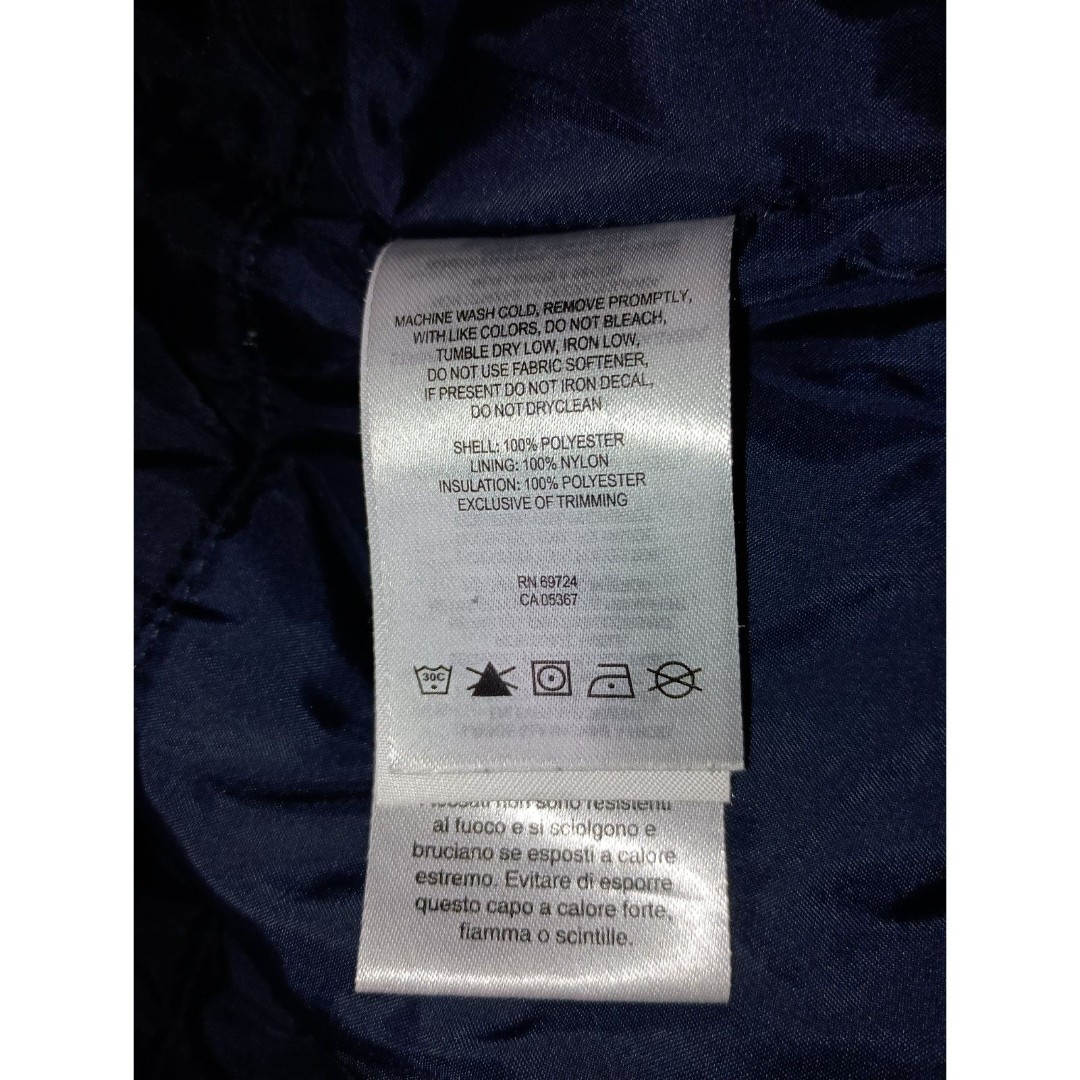 MACHINE WASH COLD, REMOVE PROMPTLY,
WITH LIKE COLORS, DO NOT BLEACH,
TUMBLE DRY LOW, IRON LOW,
DO NOT USE FABRIC SOFTENER,
IF PRESENT DO NOT IRON DECAL,
DO NOT DRYCLEAN
SHELL: 100% POLYESTER
LINING: 100% NYLON
INSULATION: 100% POLYESTER
EXCLUSIVE OF TRIMMING
RN 69724
CA 05367
30C
non sono resistenti
al fuoco e si sciolgono e
bruciano se esposti a calore
estremo. Evitare di esporre
questo capo a calore forte,
fiamma o scintille.